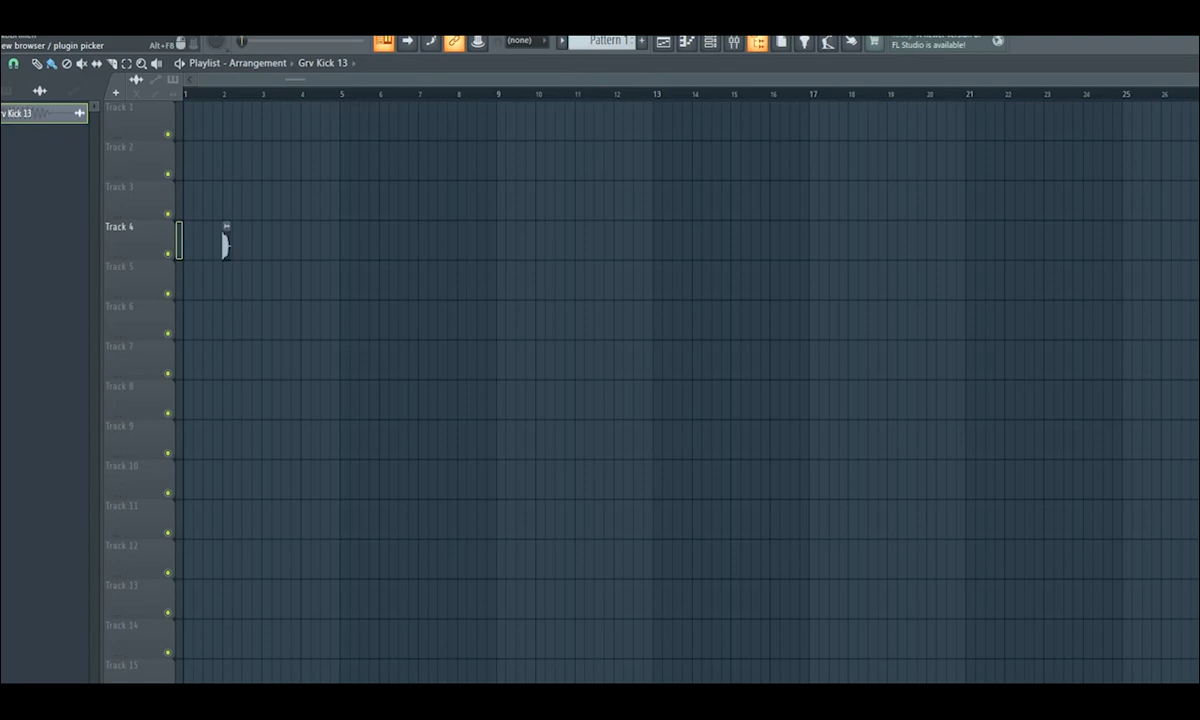 ew browser / plugin picker
Alt+F8
(none)
Pattern 1
+
FL Studio is available!
Playlist - Arrangement › Grv Kick 13 ›
+
1 2 3 4 5 6 7 8 9 10 11 12 13 14 15 16 17 18 19 20 21 22 23 24 25 26
v Kick 13
Track 1
Track 2
Track 3
Track 4
Track 5
Track 6
Track 7
Track 8
Track 9
Track 10
Track 11
Track 12
Track 13
Track 14
Track 15